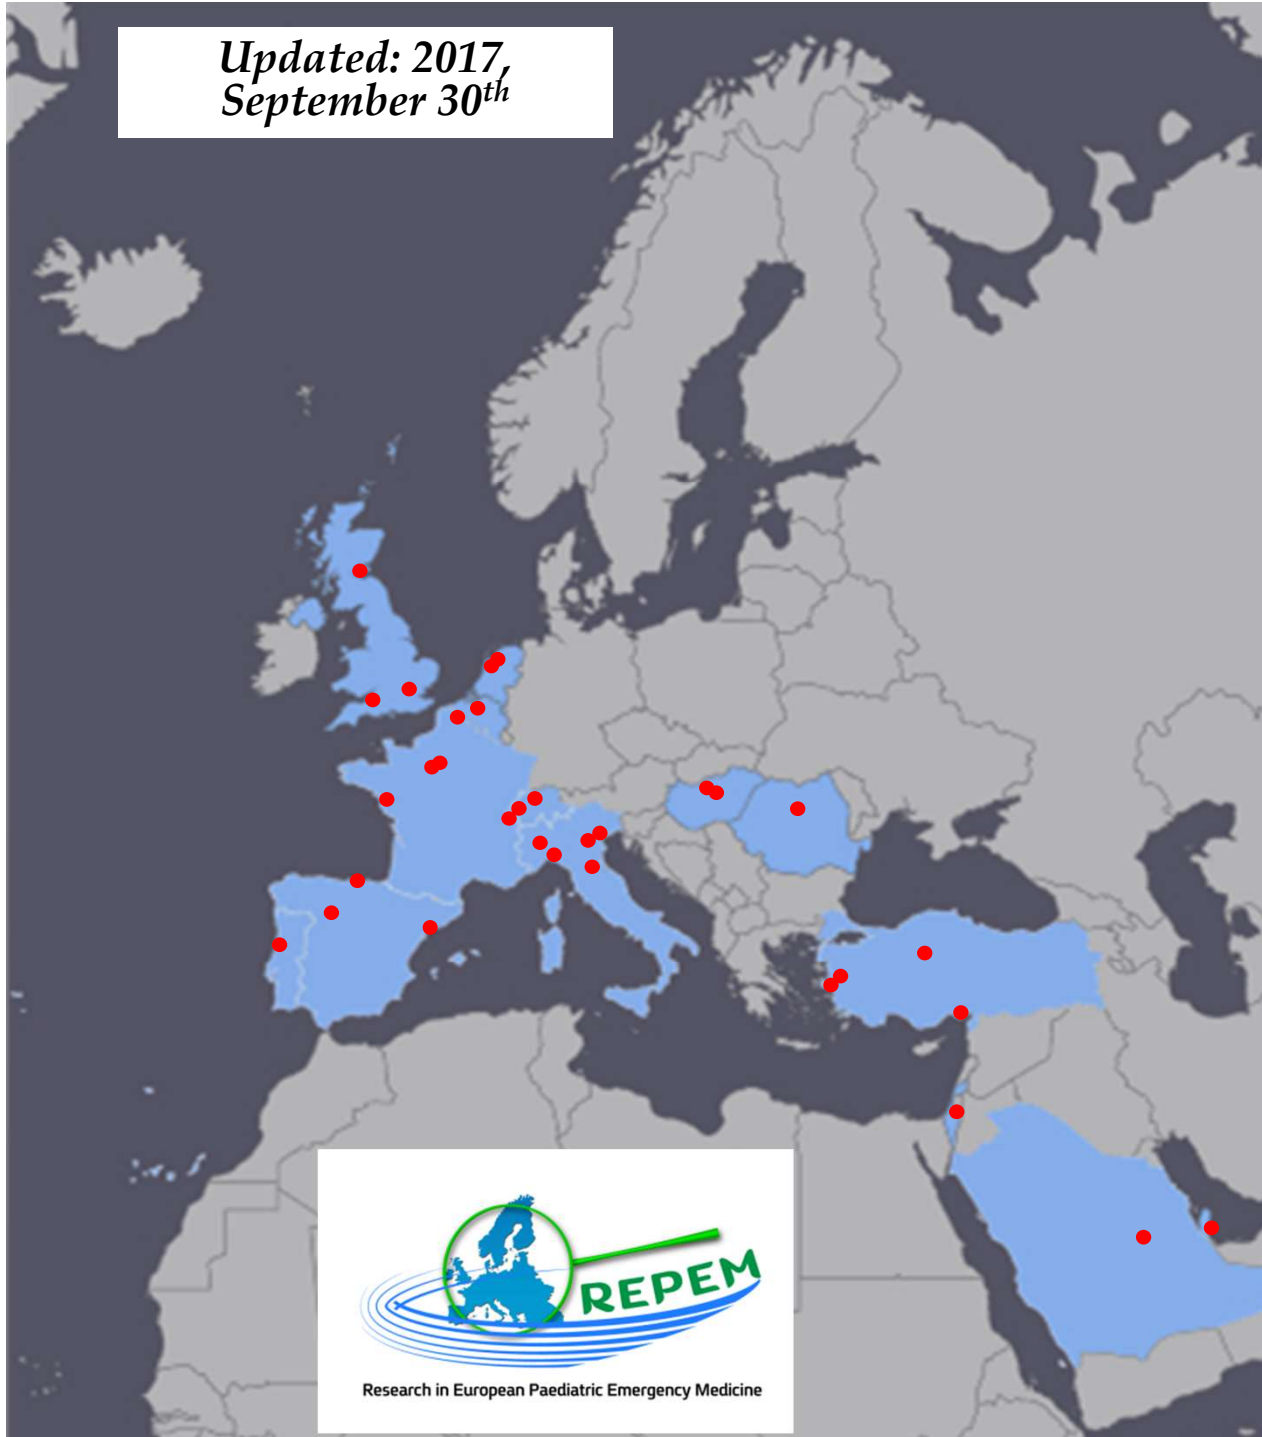 Updated: 2017,
September 30th
REPEM
Research in European Paediatric Emergency Medicine